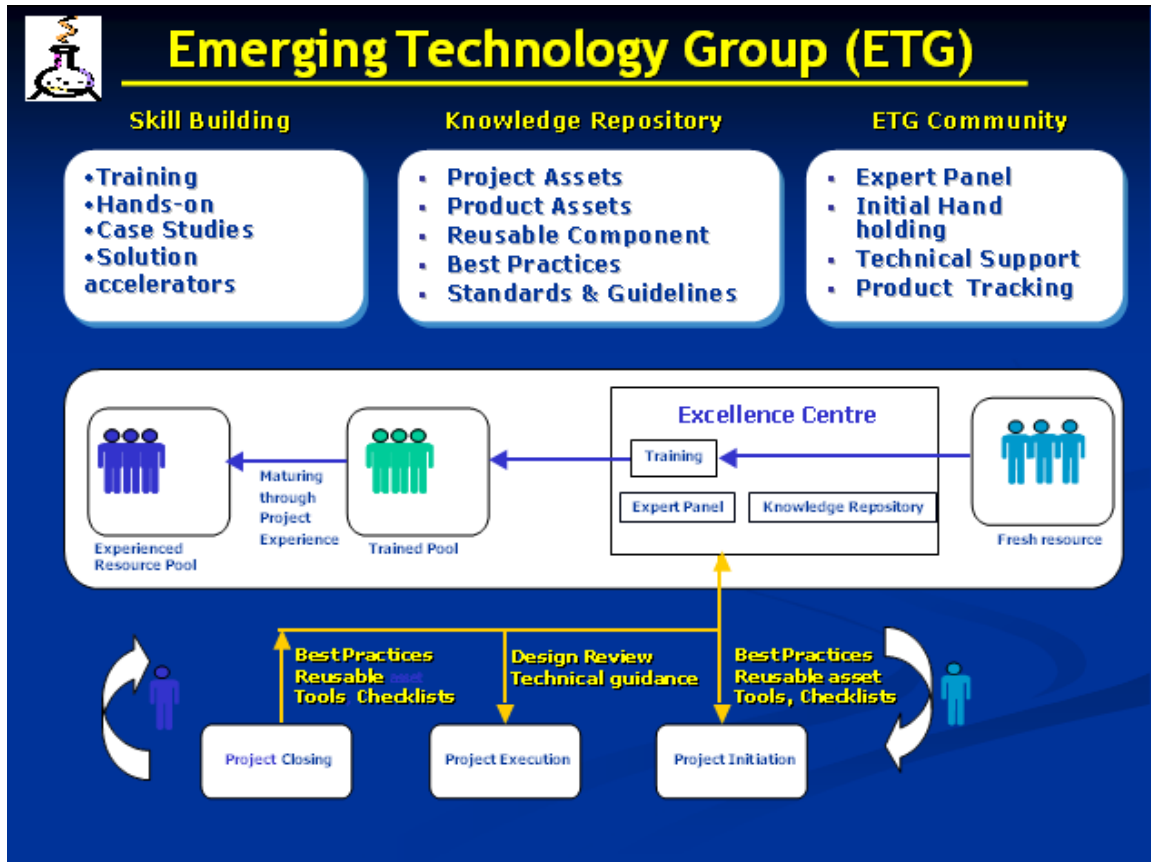 Emerging Technology Group (ETG)
Skill Building
•Training
•Hands-on
•Case Studies
•Solution
accelerators
Knowledge Repository
▪ Project Assets
▪ Product Assets
▪ Reusable Component
▪ Best Practices
▪ Standards & Guidelines
ETG Community
▪ Expert Panel
▪ Initial Hand
holding
▪ Technical Support
▪ Product Tracking
Experienced
Resource Pool
Maturing
through
Project
Experience
Trained Pool
Excellence Centre
Training
Expert Panel
Knowledge Repository
Fresh resource
Best Practices
Reusable asset
Tools Checklists
Design Review
Technical guidance
Best Practices
Reusable asset
Tools, Checklists
Project Closing
Project Execution
Project Initiation